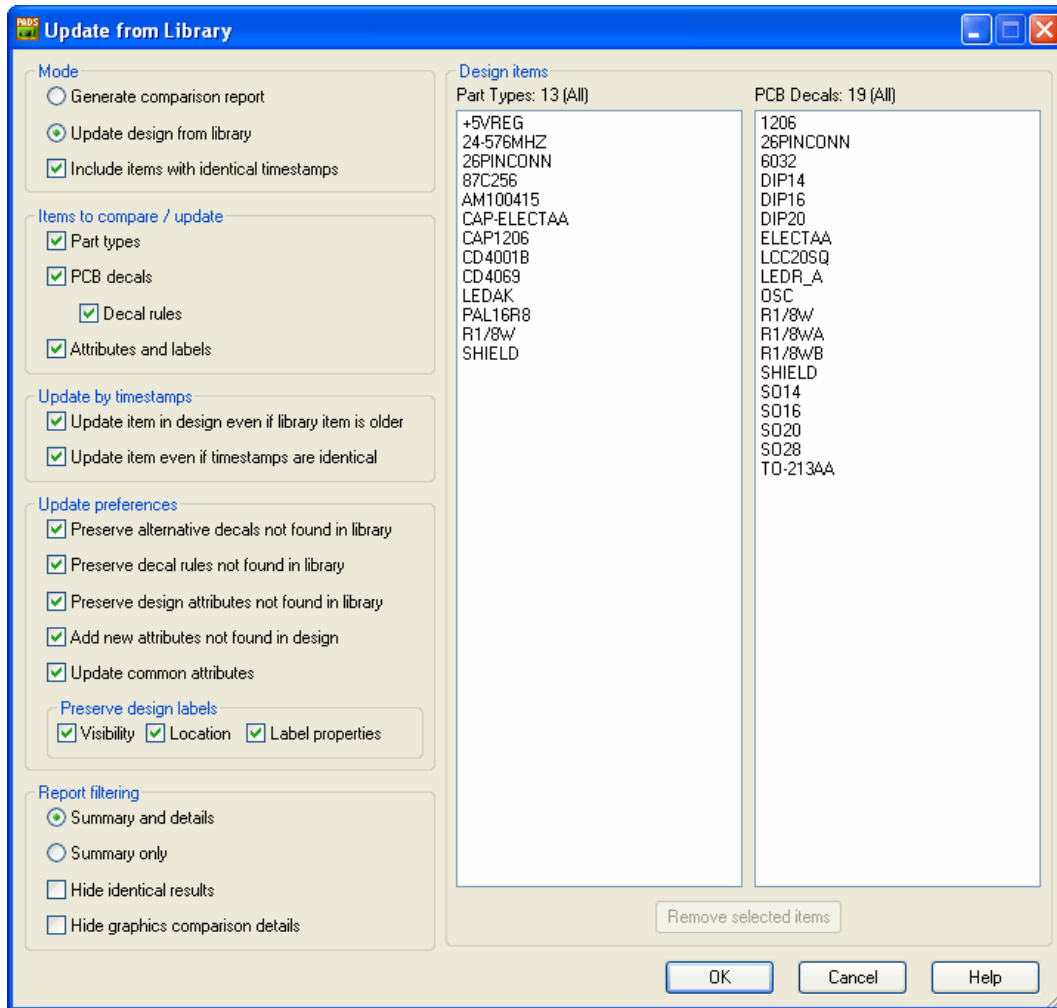 PADS
Update from Library
Mode
Generate comparison report
Update design from library
Include items with identical timestamps
Items to compare / update
Part types
PCB decals
Decal rules
Attributes and labels
Update by timestamps
Update item in design even if library item is older
Update item even if timestamps are identical
Update preferences
Preserve alternative decals not found in library
Preserve decal rules not found in library
Preserve design attributes not found in library
Add new attributes not found in design
Update common attributes
Preserve design labels
Visibility Location Label properties
Report filtering
Summary and details
Summary only
Hide identical results
Hide graphics comparison details
Design items
Part Types: 13 (All)
+5VREG
24-576MHZ
26PINCONN
87C256
AM100415
CAP-ELECTAA
CAP1206
CD4001B
CD4069
LEDAK
PAL16R8
R1/8W
SHIELD
PCB Decals: 19 (All)
1206
26PINCONN
6032
DIP14
DIP16
DIP20
ELECTAA
LCC20SQ
LEDR_A
OSC
R1/8W
R1/8WA
R1/8WB
SHIELD
SO14
SO16
SO20
SO28
TO-213AA
Remove selected items
OK Cancel Help